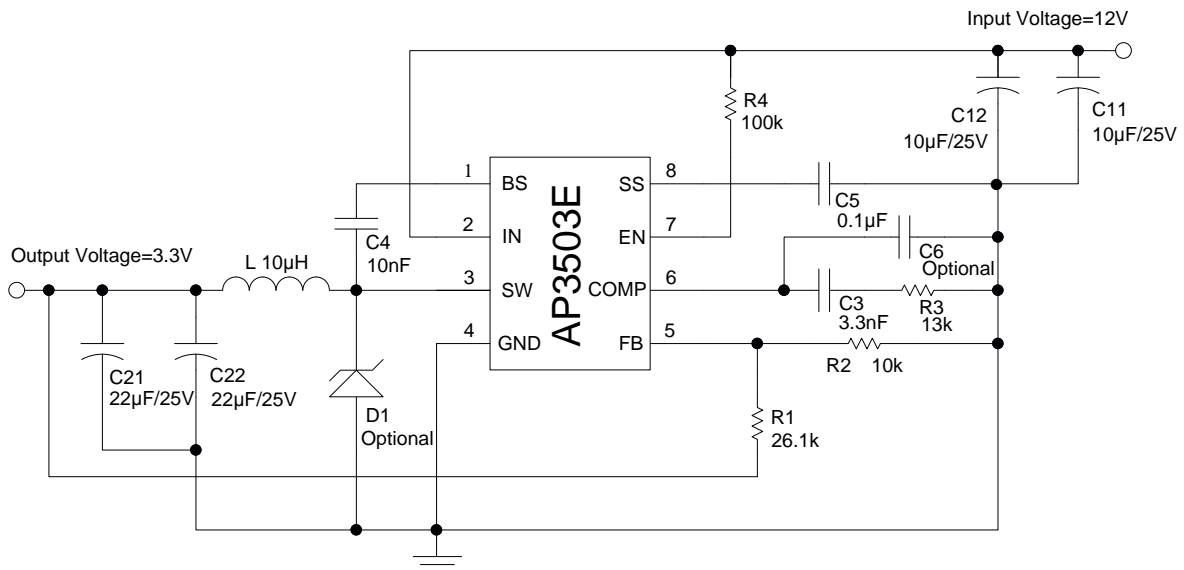 Input Voltage=12V
R4
100k
C12
10µF/25V
C11
10µF/25V
1
BS
AP3503E
SS
8
C5
0.1µF
C4
10nF
2
IN
EN
7
C6
Optional
Output Voltage=3.3V
L 10µH
3
SW
COMP
6
C3
3.3nF
R3
13k
4
GND
FB
5
R2
10k
C21
22µF/25V
C22
22µF/25V
D1
Optional
R1
26.1k